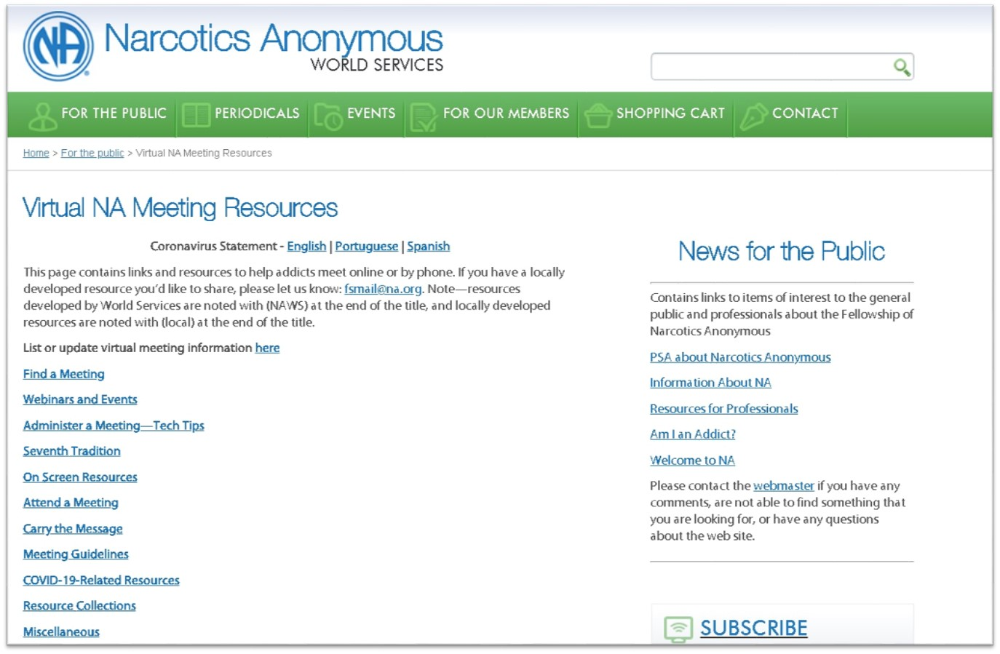 NA
Narcotics Anonymous
WORLD SERVICES
FOR THE PUBLIC
PERIODICALS
EVENTS
FOR OUR MEMBERS
SHOPPING CART
CONTACT
Home > For the public > Virtual NA Meeting Resources
Virtual NA Meeting Resources
Coronavirus Statement - English | Portuguese | Spanish
This page contains links and resources to help addicts meet online or by phone. If you have a locally
developed resource you'd like to share, please let us know: fsmail@na.org. Note—resources
developed by World Services are noted with (NAWS) at the end of the title, and locally developed
resources are noted with (local) at the end of the title.
List or update virtual meeting information here
Find a Meeting
Webinars and Events
Administer a Meeting—Tech Tips
Seventh Tradition
On Screen Resources
Attend a Meeting
Carry the Message
Meeting Guidelines
COVID-19-Related Resources
Resource Collections
Miscellaneous
News for the Public
Contains links to items of interest to the general
public and professionals about the Fellowship of
Narcotics Anonymous
PSA about Narcotics Anonymous
Information About NA
Resources for Professionals
Am I an Addict?
Welcome to NA
Please contact the webmaster if you have any
comments, are not able to find something that
you are looking for, or have any questions
about the web site.
SUBSCRIBE